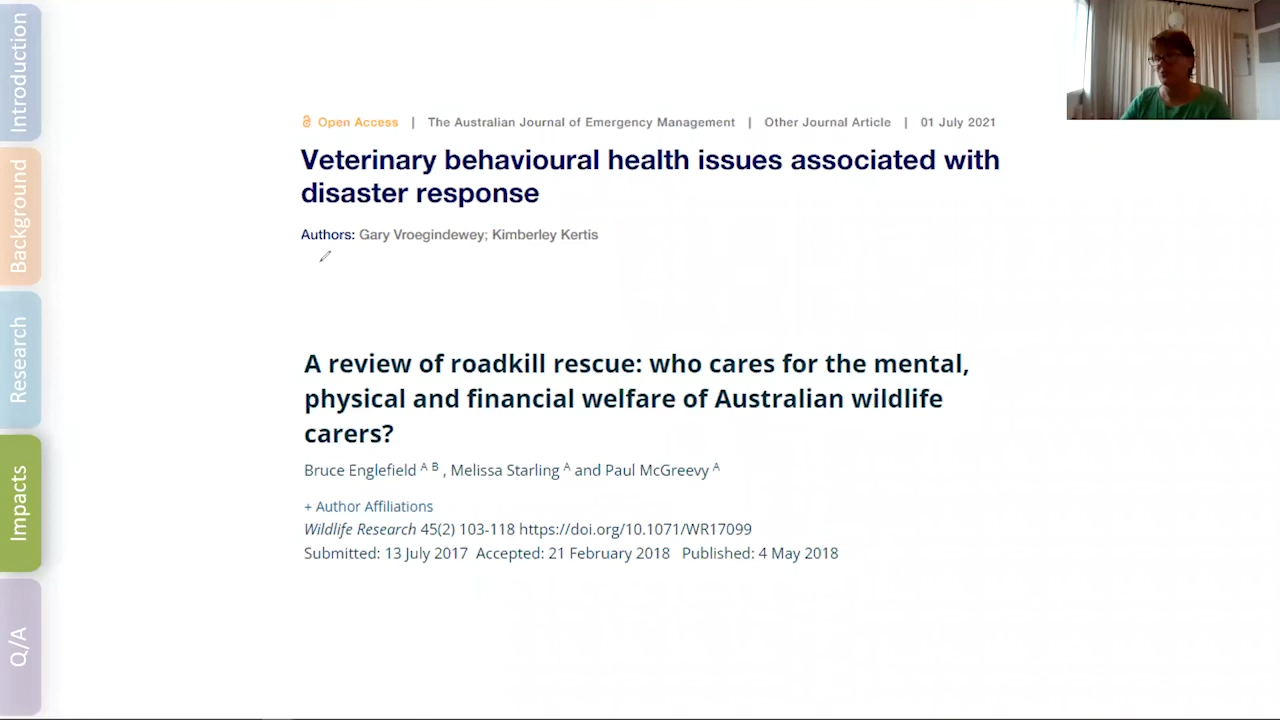 Introduction
Background
Research
Impacts
Q/A
Open Access | The Australian Journal of Emergency Management | Other Journal Article | 01 July 2021
Veterinary behavioural health issues associated with
disaster response
Authors: Gary Vroegindewey; Kimberley Kertis
A review of roadkill rescue: who cares for the mental,
physical and financial welfare of Australian wildlife
carers?
Bruce Englefield A B , Melissa Starling A and Paul McGreevy A
+ Author Affiliations
Wildlife Research 45(2) 103-118 https://doi.org/10.1071/WR17099
Submitted: 13 July 2017 Accepted: 21 February 2018 Published: 4 May 2018